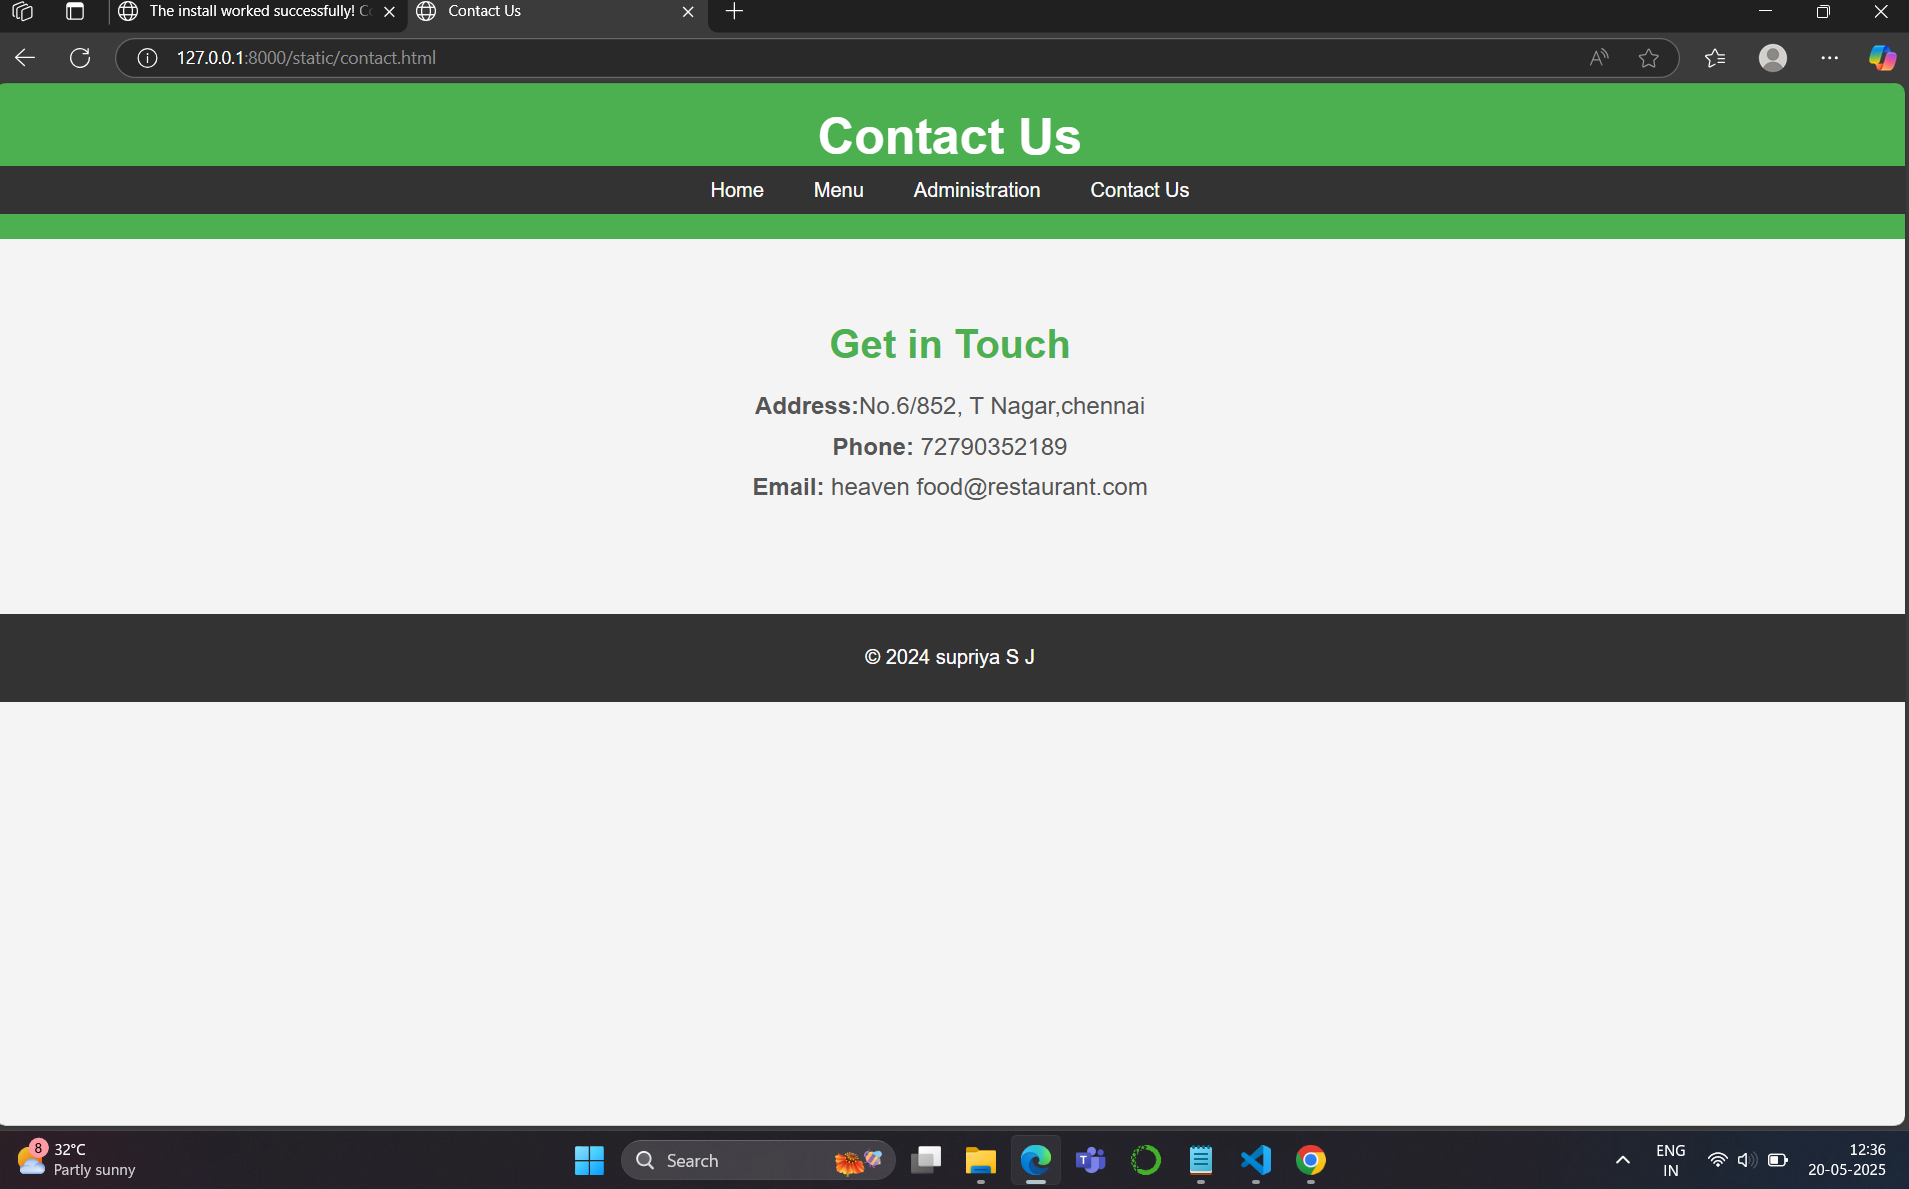 The install worked successfully! Co
Contact Us
127.0.0.1:8000/static/contact.html
Contact Us
Home Menu Administration Contact Us
Get in Touch
Address:No.6/852, T Nagar,chennai
Phone: 72790352189
Email: heaven food@restaurant.com
© 2024 supriya S J
8
32°C
Partly sunny
Search
ENG
IN
12:36
20-05-2025